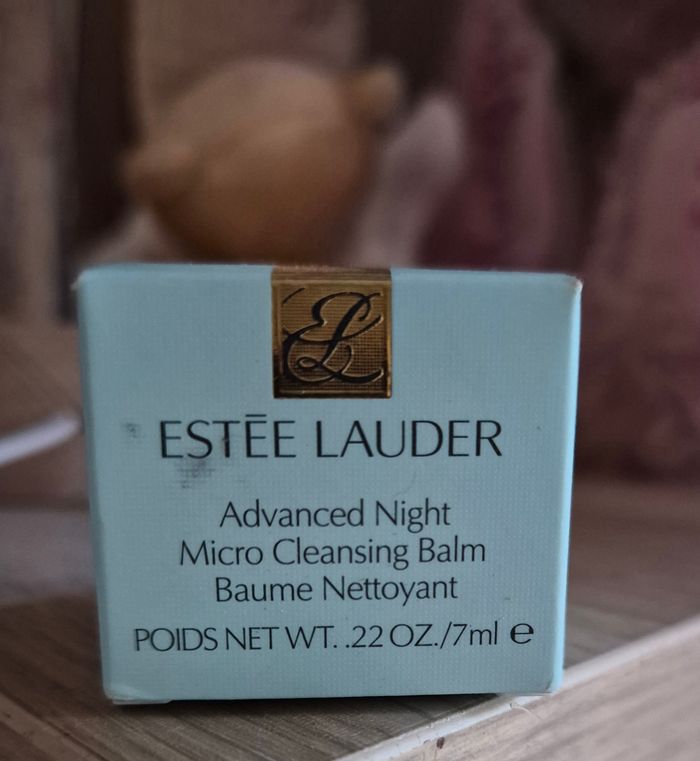 EL
ESTĒE LAUDER
Advanced Night
Micro Cleansing Balm
Baume Nettoyant
POIDS NET WT. .22 OZ./7ml ℮